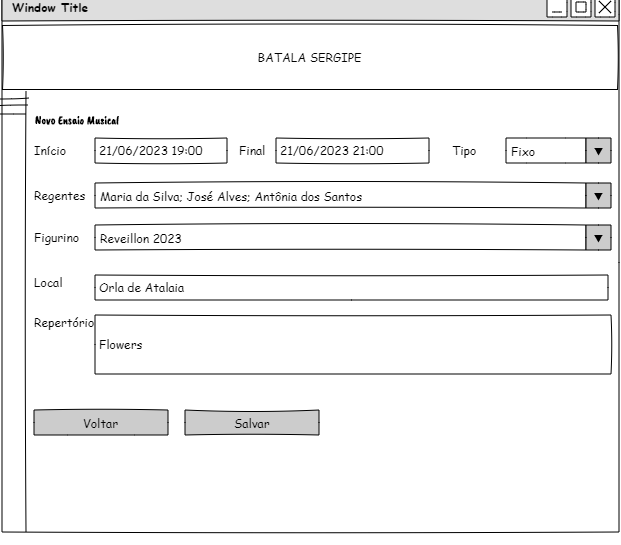 Window Title
BATALA SERGIPE
Novo Ensaio Musical
Início 21/06/2023 19:00 Final 21/06/2023 21:00 Tipo Fixo
Regentes Maria da Silva; José Alves; Antônia dos Santos
Figurino Reveillon 2023
Local Orla de Atalaia
Repertório Flowers
Voltar Salvar